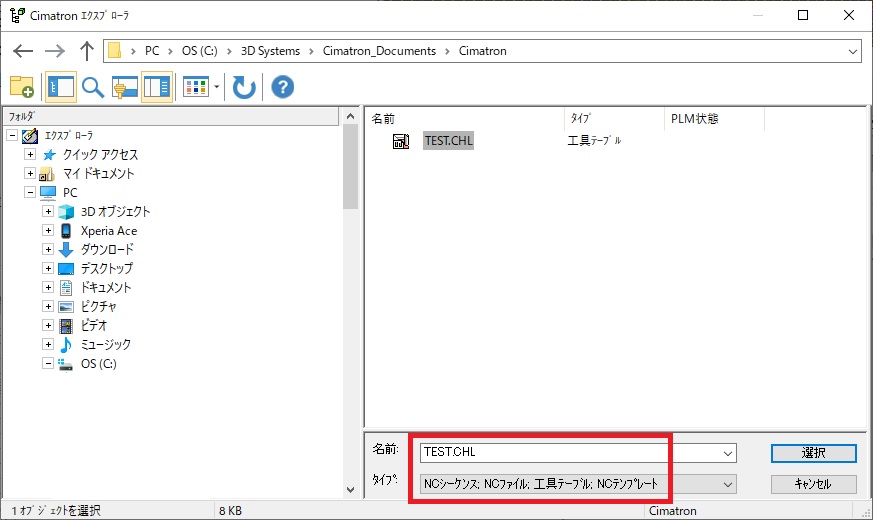 Cimatron ｴｸｽﾌﾟﾛｰﾗ
PC > OS (C:) > 3D Systems > Cimatron_Documents > Cimatron
ﾌｫﾙﾀﾞ
ｴｸｽﾌﾟﾛｰﾗ
クイック アクセス
マイ ドキュメント
PC
3D オブジェクト
Xperia Ace
ダウンロード
デスクトップ
ドキュメント
ピクチャ
ビデオ
ミュージック
OS (C:)
名前 ﾀｲﾌﾟ PLM状態
TEST.CHL 工具ﾃｰﾌﾞﾙ
名前: TEST.CHL 選択
ﾀｲﾌﾟ: NCｼｰｹﾝｽ; NCﾌｧｲﾙ; 工具ﾃｰﾌﾞﾙ; NCﾃﾝﾌﾟﾚｰﾄ ｷｬﾝｾﾙ
1 ｵﾌﾞｼﾞｪｸﾄを選択 8 KB Cimatron